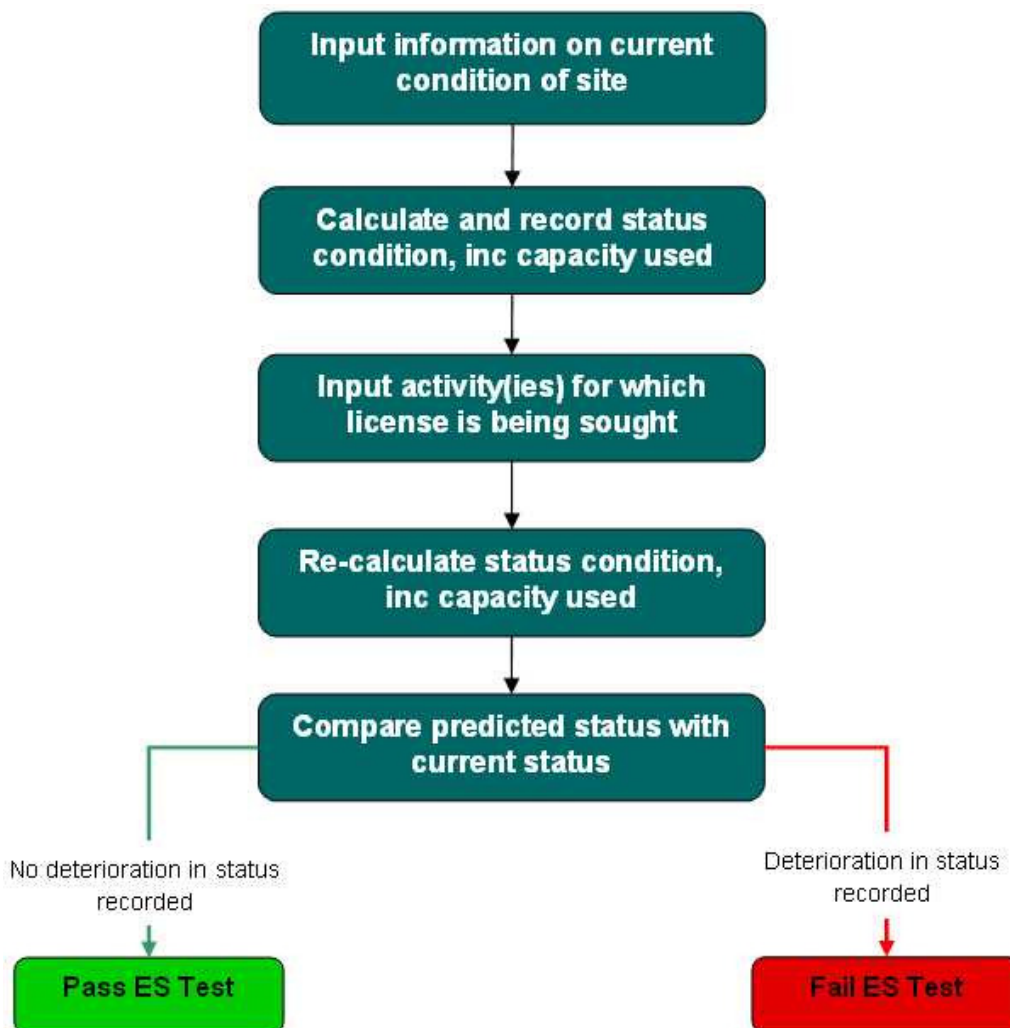 Input information on current
condition of site
Calculate and record status
condition, inc capacity used
Input activity(ies) for which
license is being sought
Re-calculate status condition,
inc capacity used
Compare predicted status with
current status
No deterioration in status
recorded
Deterioration in status
recorded
Pass ES Test
Fail ES Test